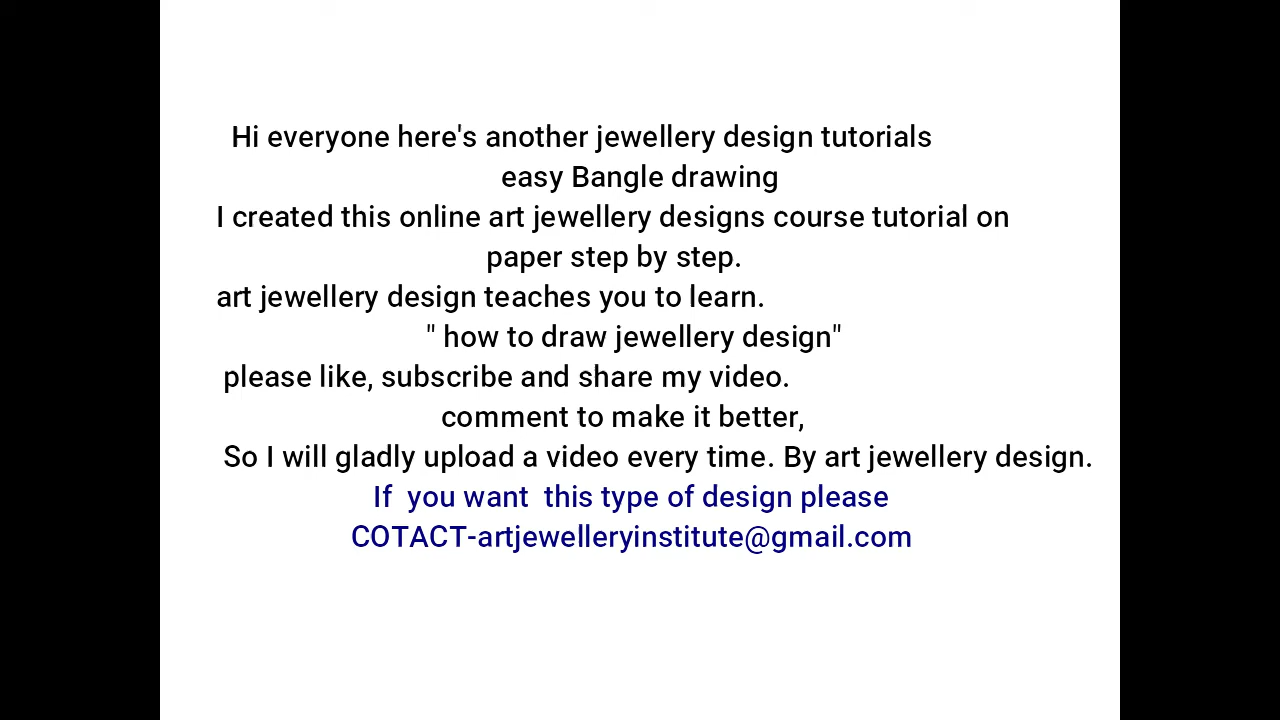 Hi everyone here's another jewellery design tutorials
easy Bangle drawing
I created this online art jewellery designs course tutorial on
paper step by step.
art jewellery design teaches you to learn.
" how to draw jewellery design"
please like, subscribe and share my video.
comment to make it better,
So I will gladly upload a video every time. By art jewellery design.
If  you want  this type of design please
COTACT-artjewelleryinstitute@gmail.com